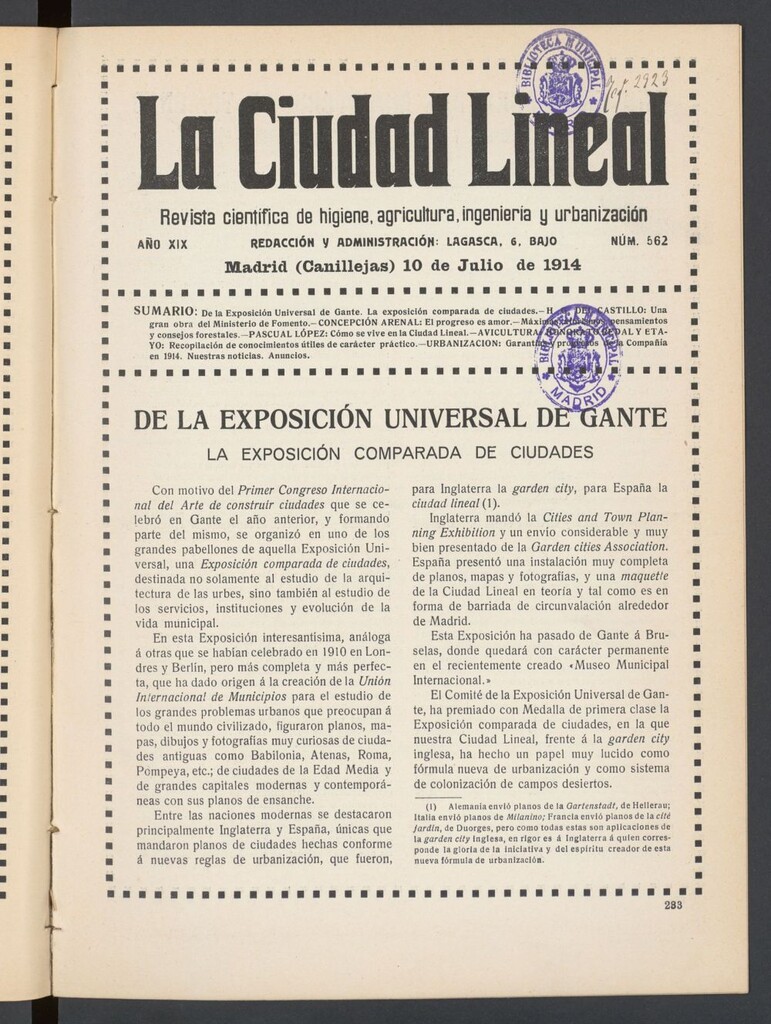 BIBLIOTECA MUNICIPAL
2923
La Ciudad Lineal
Revista científica de higiene, agricultura, ingeniería y urbanización
AÑO XIX REDACCIÓN Y ADMINISTRACIÓN: LAGASCA, 6, BAJO NÚM. 562
Madrid (Canillejas) 10 de Julio de 1914
SUMARIO: De la Exposición Universal de Gante. La exposición comparada de ciudades.—H. DEL CASTILLO: Una
gran obra del Ministerio de Fomento.—CONCEPCIÓN ARENAL: El progreso es amor.—Máximas, pensamientos
y consejos forestales.—PASCUAL LÓPEZ: Cómo se vive en la Ciudad Lineal.—AVICULTURA. HONORATO VIDAL Y ETA-
YO: Recopilación de conocimientos útiles de carácter práctico.—URBANIZACION: Garantías y progresos de la Compañía
en 1914. Nuestras noticias. Anuncios.
BIBLIOTECA MUNICIPAL
MADRID
DE LA EXPOSICIÓN UNIVERSAL DE GANTE
LA EXPOSICIÓN COMPARADA DE CIUDADES
Con motivo del Primer Congreso Internacio-
nal del Arte de construir ciudades que se ce-
lebró en Gante el año anterior, y formando
parte del mismo, se organizó en uno de los
grandes pabellones de aquella Exposición Uni-
versal, una Exposición comparada de ciudades,
destinada no solamente al estudio de la arqui-
tectura de las urbes, sino también al estudio de
los servicios, instituciones y evolución de la
vida municipal.
En esta Exposición interesantísima, análoga
á otras que se habían celebrado en 1910 en Lon-
dres y Berlín, pero más completa y más perfec-
ta, que ha dado origen á la creación de la Unión
Internacional de Municipios para el estudio de
los grandes problemas urbanos que preocupan á
todo el mundo civilizado, figuraron planos, ma-
pas, dibujos y fotografías muy curiosas de ciuda-
des antiguas como Babilonia, Atenas, Roma,
Pompeya, etc.; de ciudades de la Edad Media y
de grandes capitales modernas y contemporá-
neas con sus planos de ensanche.
Entre las naciones modernas se destacaron
principalmente Inglaterra y España, únicas que
mandaron planos de ciudades hechas conforme
á nuevas reglas de urbanización, que fueron,
para Inglaterra la garden city, para España la
ciudad lineal (1).
Inglaterra mandó la Cities and Town Plan-
ning Exhibition y un envío considerable y muy
bien presentado de la Garden cities Association.
España presentó una instalación muy completa
de planos, mapas y fotografías, y una maquette
de la Ciudad Lineal en teoría y tal como es en
forma de barriada de circunvalación alrededor
de Madrid.
Esta Exposición ha pasado de Gante á Bru-
selas, donde quedará con carácter permanente
en el recientemente creado «Museo Municipal
Internacional.»
El Comité de la Exposición Universal de Gan-
te, ha premiado con Medalla de primera clase la
Exposición comparada de ciudades, en la que
nuestra Ciudad Lineal, frente á la garden city
inglesa, ha hecho un papel muy lucido como
fórmula nueva de urbanización y como sistema
de colonización de campos desiertos.
(1) Alemania envió planos de la Gartenstadt, de Hellerau;
Italia envió planos de Milanino; Francia envió planos de la cité
jardin, de Duorges, pero como todas estas son aplicaciones de
la garden city inglesa, en rigor es á Inglaterra á quien corres-
ponde la gloria de la iniciativa y del espíritu creador de esta
nueva fórmula de urbanización.
283